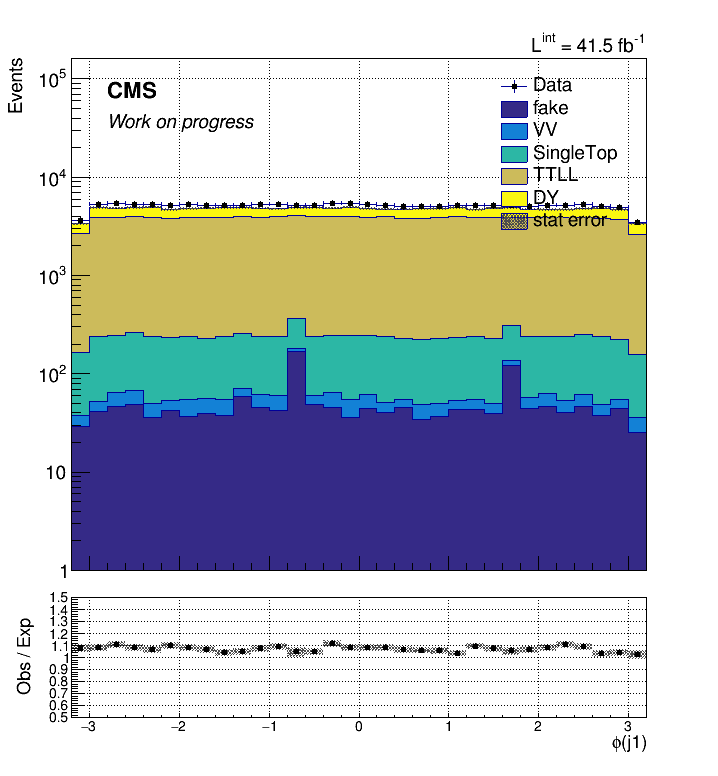 L^int = 41.5 fb^-1
Events
CMS
Work on progress
Data
fake
VV
SingleTop
TTLL
DY
stat error
10^5
10^4
10^3
10^2
10
1
Obs / Exp
1.5
1.4
1.3
1.2
1.1
1
0.9
0.8
0.7
0.6
0.5
−3 −2 −1 0 1 2 3
ϕ(j1)